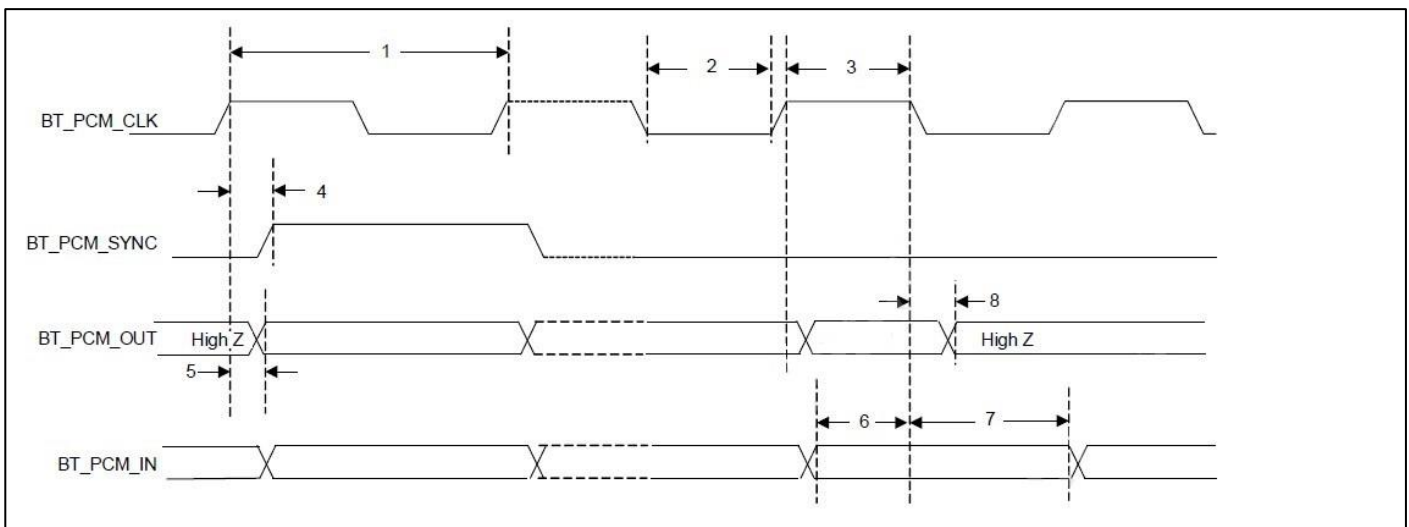 1
2
3
BT_PCM_CLK
4
BT_PCM_SYNC
8
BT_PCM_OUT
High Z
High Z
5
6
7
BT_PCM_IN